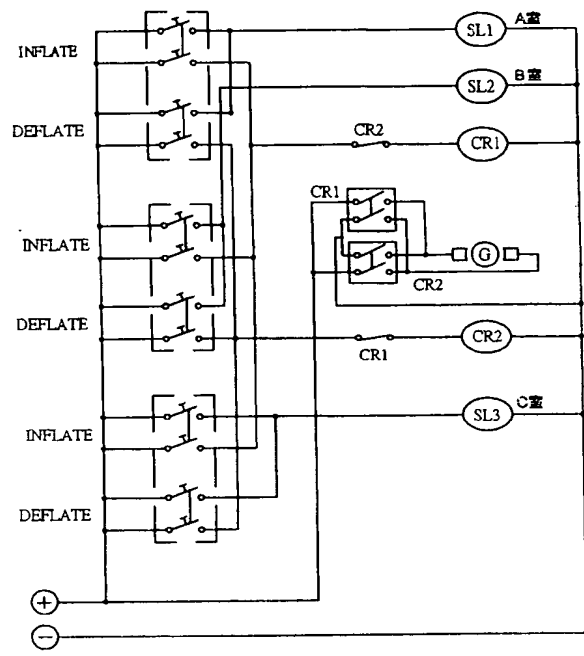 SL1 A室
INFLATE
SL2 B室
DEFLATE
CR2
CR1
CR1
INFLATE
G
CR2
DEFLATE
CR2
CR1
INFLATE
SL3 C室
DEFLATE
+
−